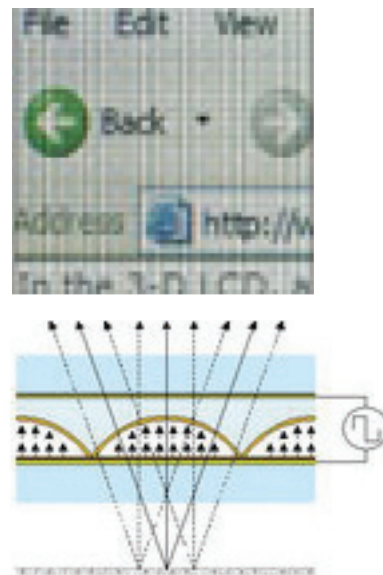 File Edit View
Back
Address http://w
In the 3-D LCD, a